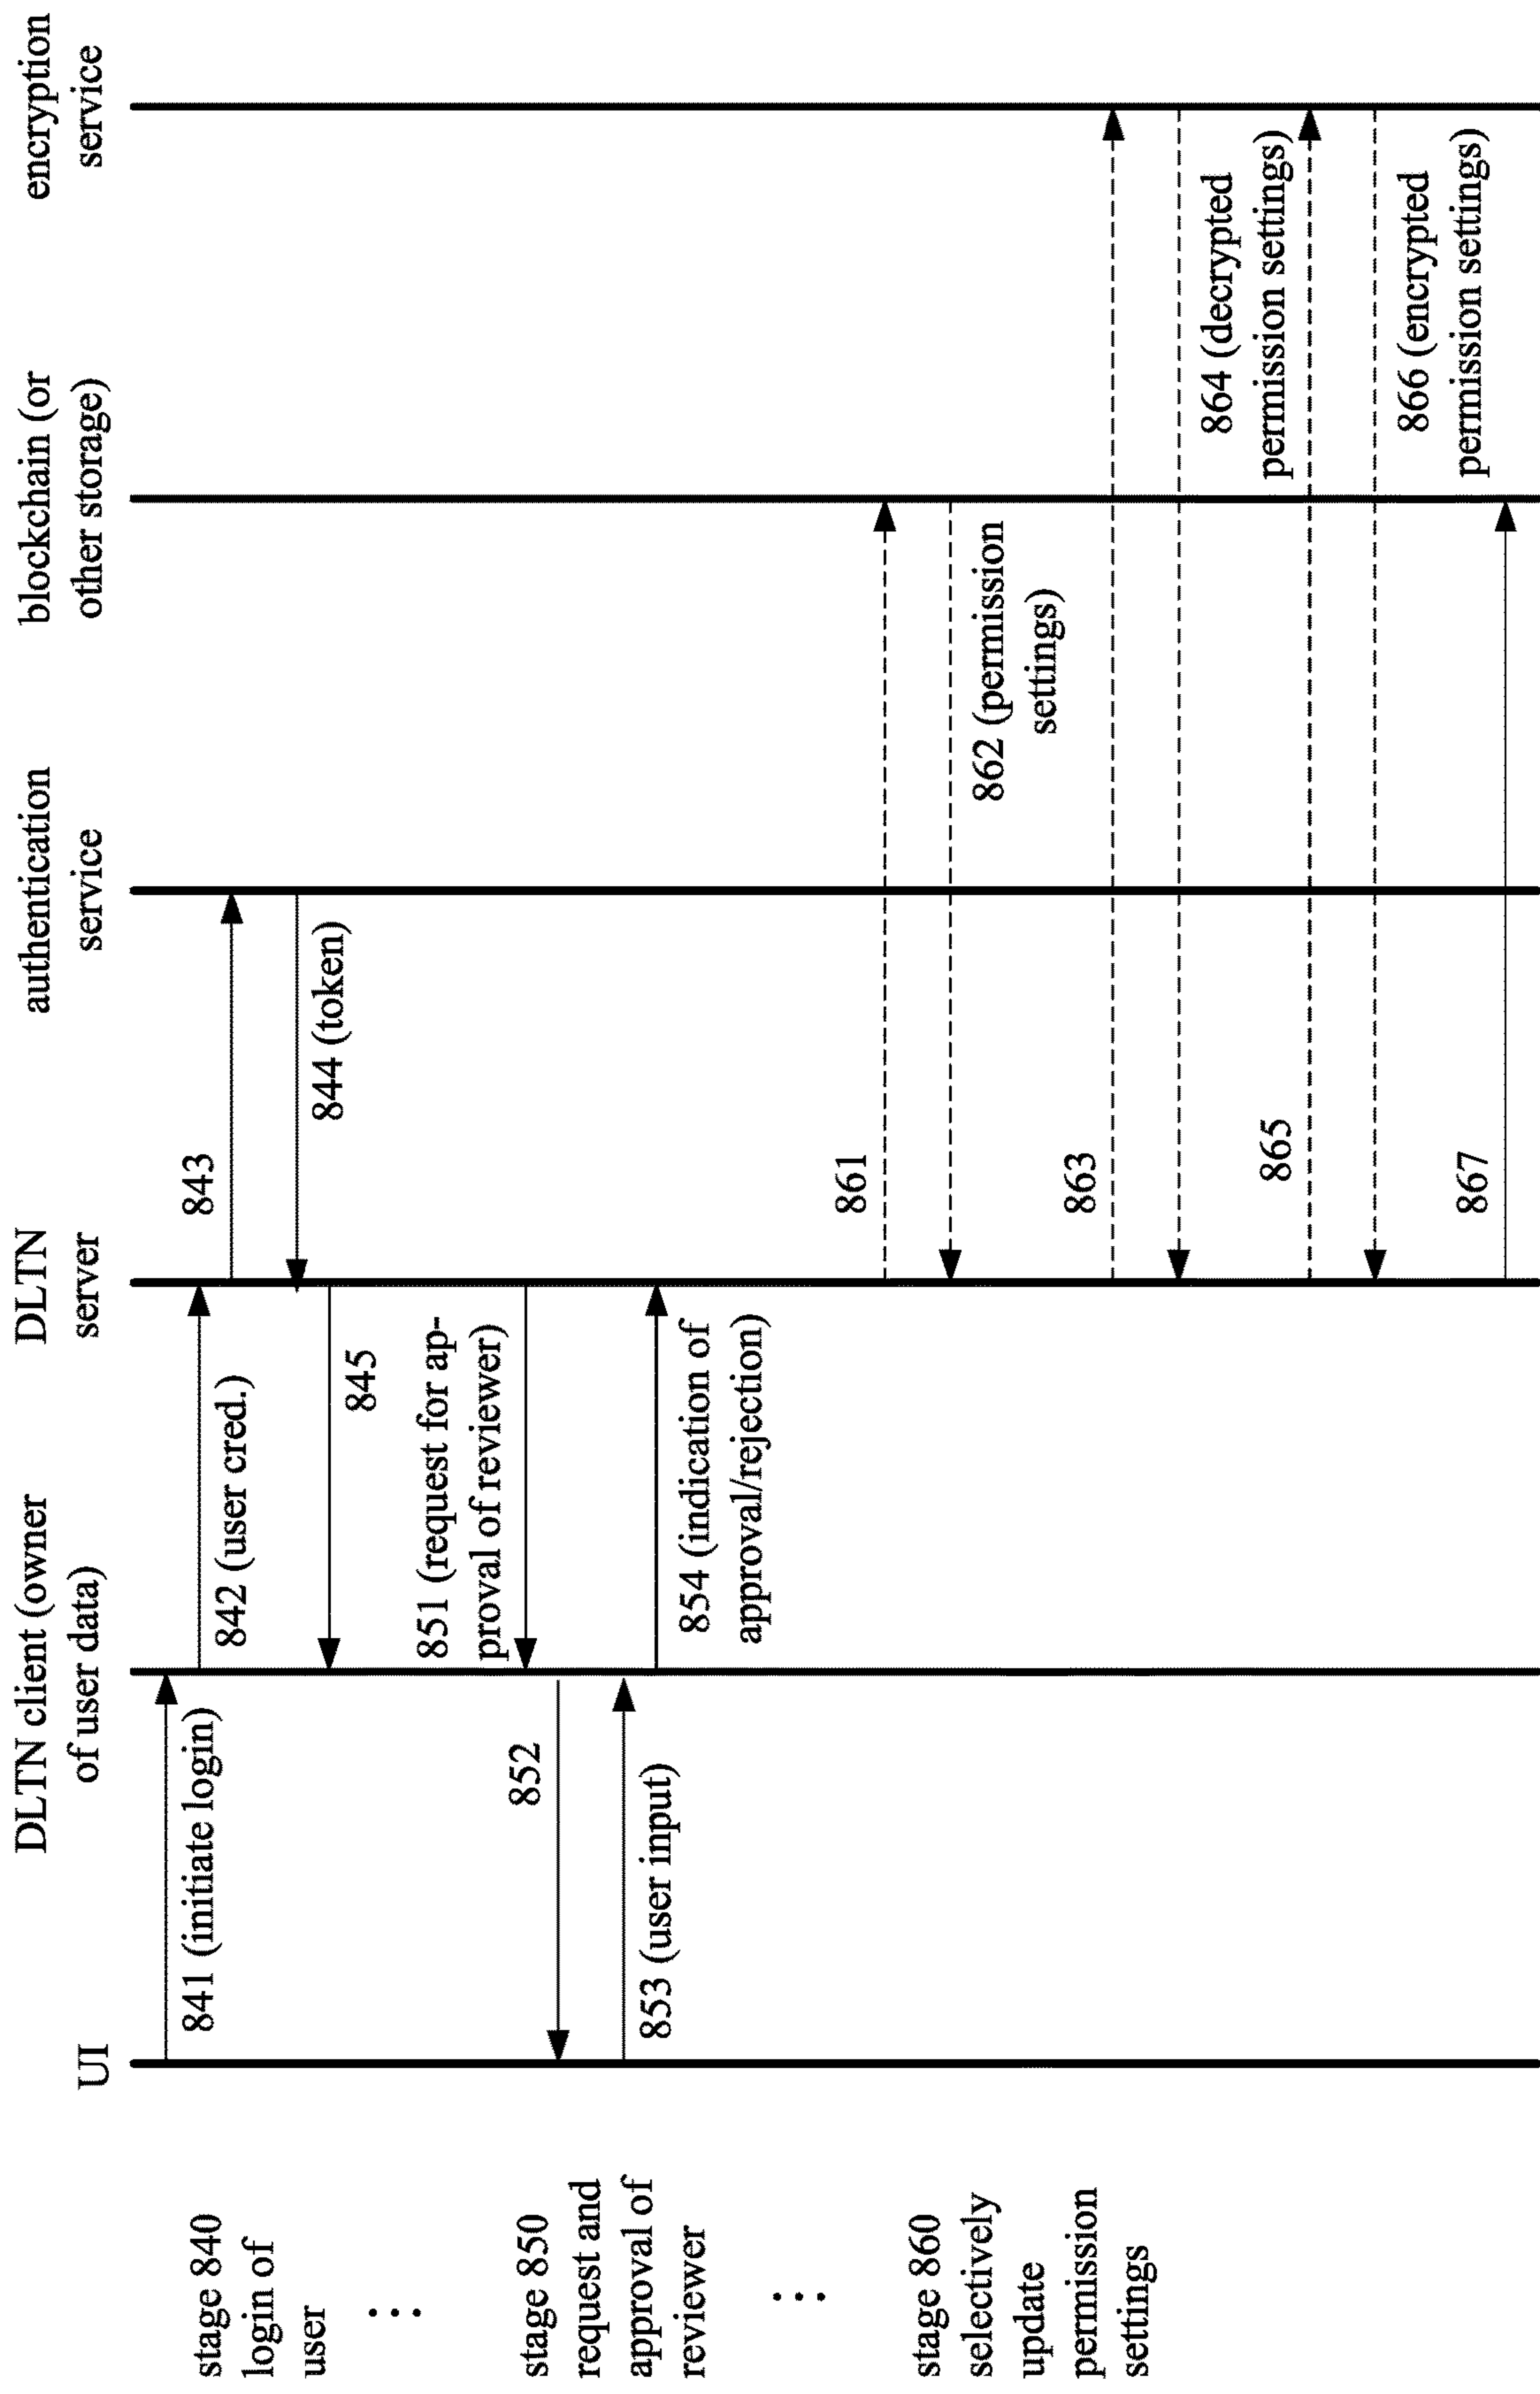 UI
DLTN client (owner
of user data)
DLTN
server
authentication
service
blockchain (or
other storage)
encryption
service
stage 840
login of
user
841 (initiate login)
842 (user cred.)
843
844 (token)
845
stage 850
request and
approval of
reviewer
851 (request for ap-
proval of reviewer)
852
853 (user input)
854 (indication of
approval/rejection)
stage 860
selectively
update
permission
settings
861
862 (permission
settings)
863
864 (decrypted
permission settings)
865
866 (encrypted
permission settings)
867